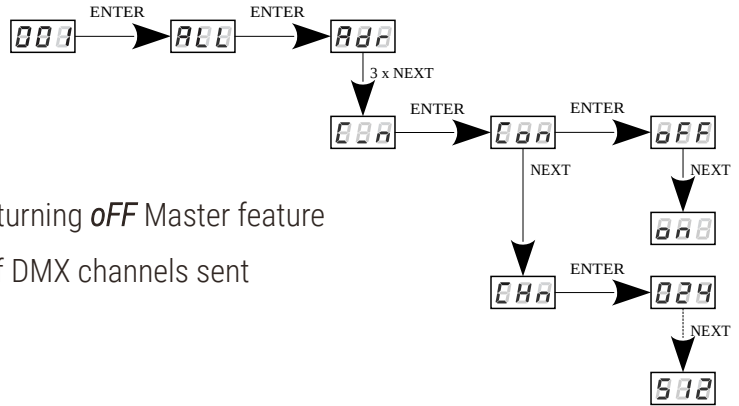 ENTER ENTER
001 ALL Adr
3 x NEXT
ENTER ENTER
C_n Con oFF
NEXT NEXT
turning oFF Master feature
on
f DMX channels sent
ENTER
CHn 024
NEXT
512